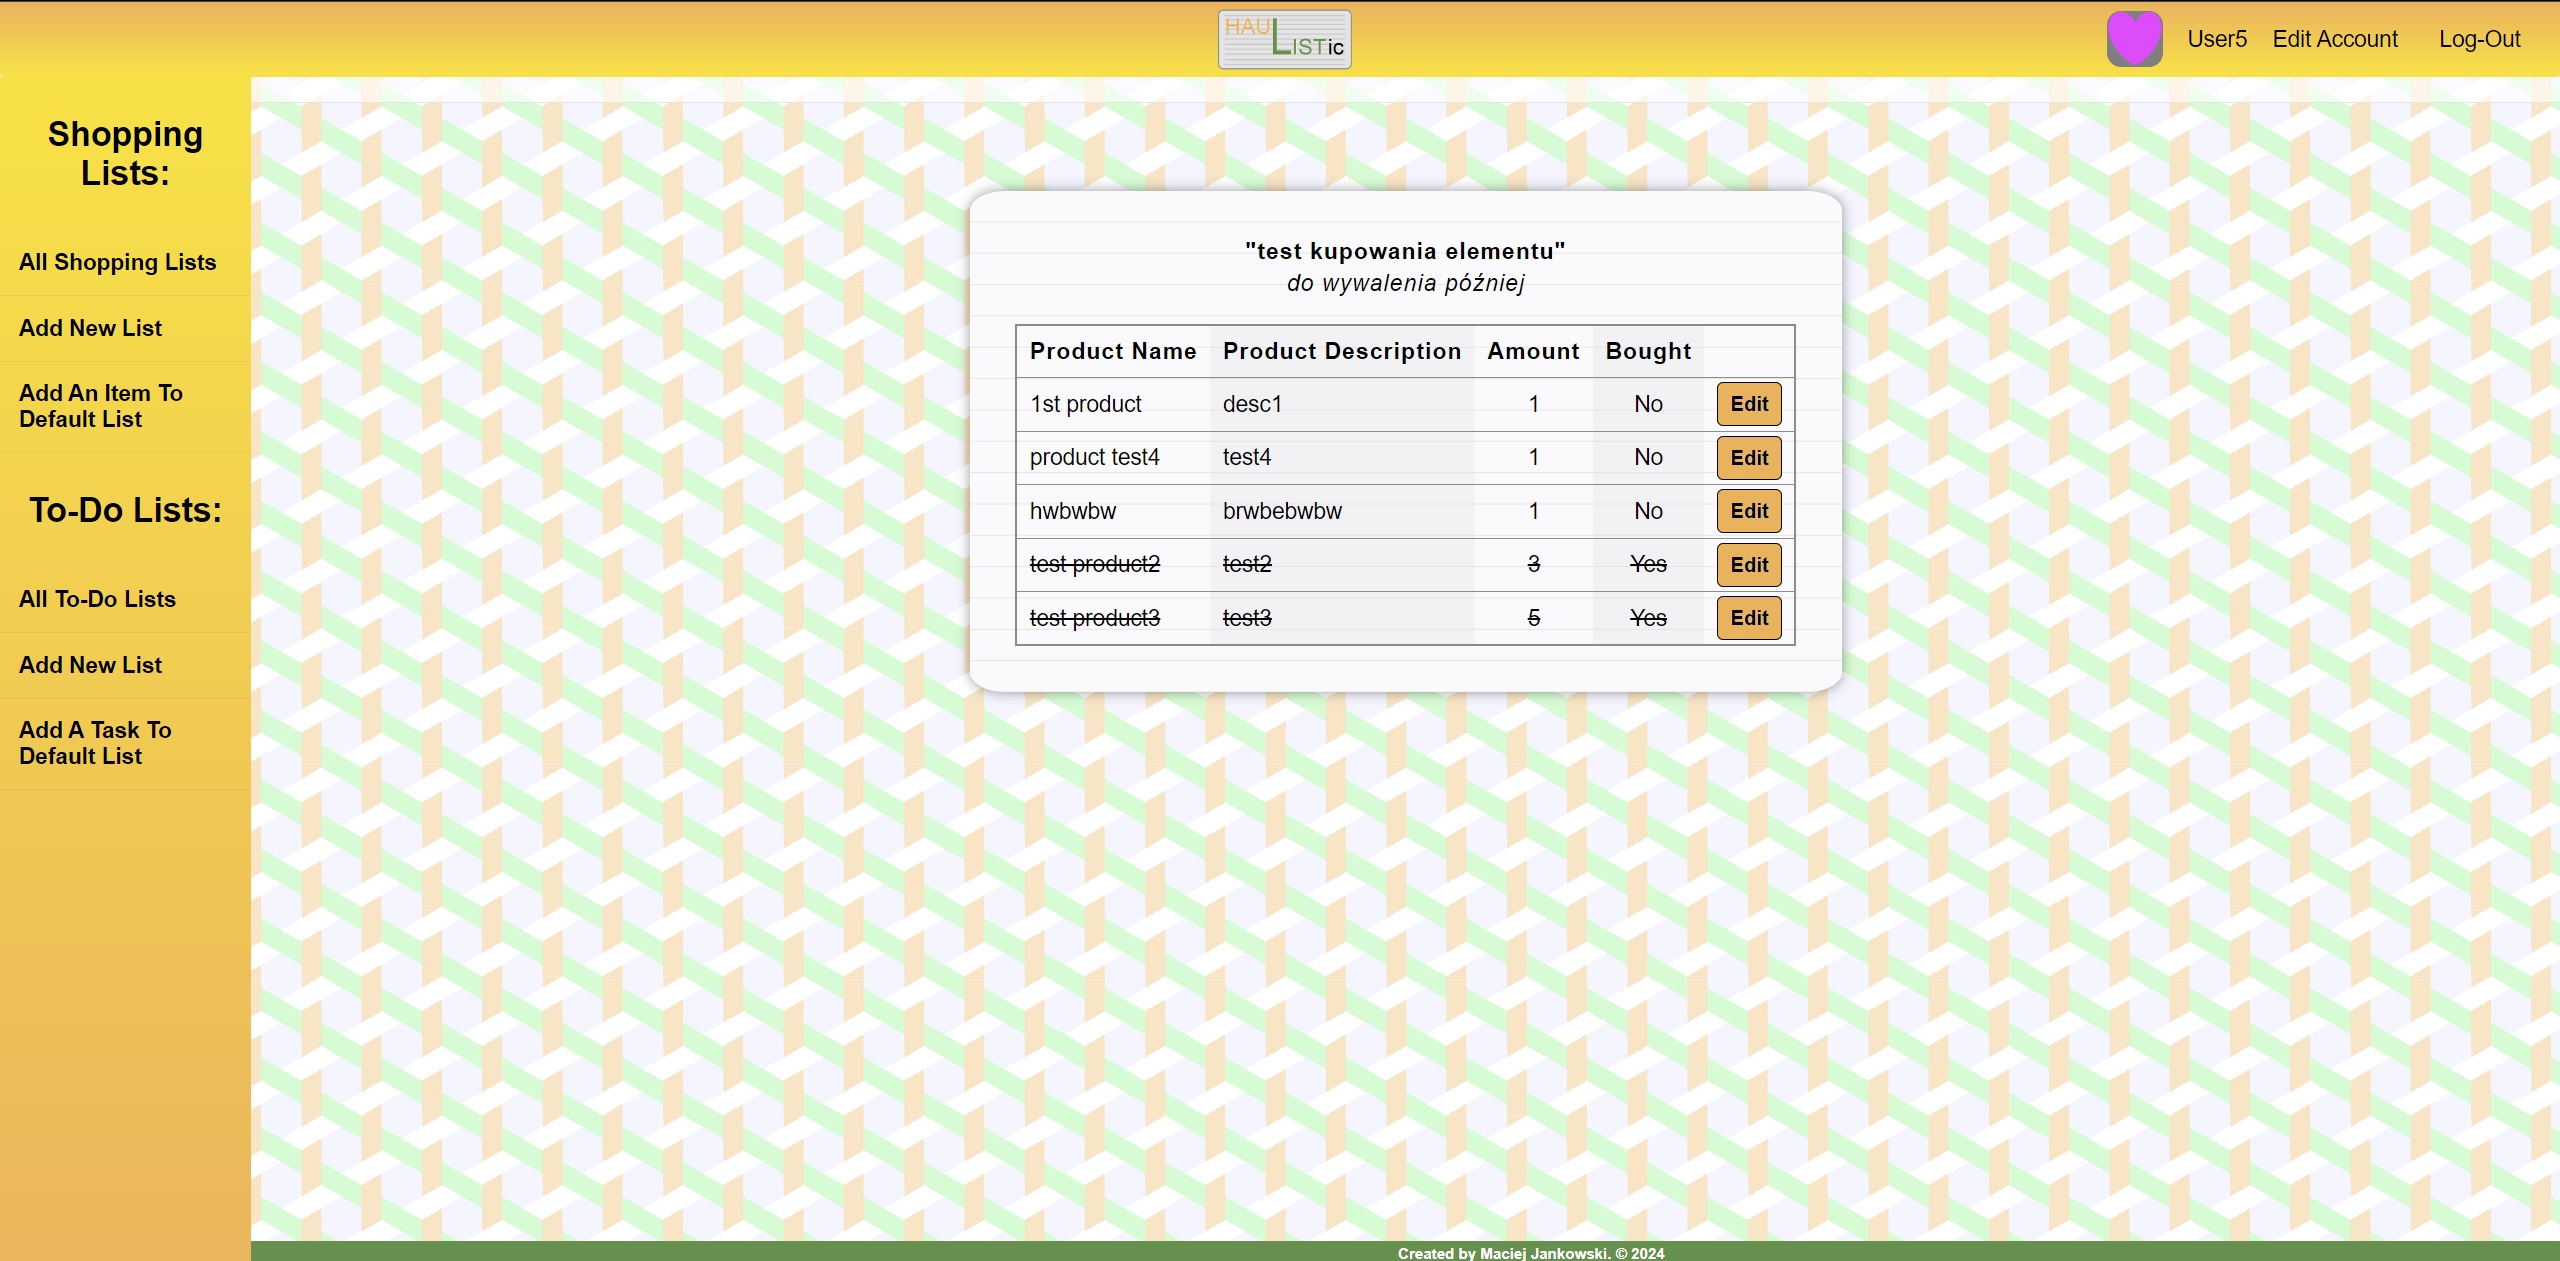 HAULISTic
User5 Edit Account Log-Out
Shopping
Lists:
All Shopping Lists
Add New List
Add An Item To
Default List
To-Do Lists:
All To-Do Lists
Add New List
Add A Task To
Default List
"test kupowania elementu"
do wywalenia później
Product Name Product Description Amount Bought
1st product desc1 1 No Edit
product test4 test4 1 No Edit
hwbwbw brwbebwbw 1 No Edit
test product2 test2 3 Yes Edit
test product3 test3 5 Yes Edit
Created by Maciej Jankowski. © 2024